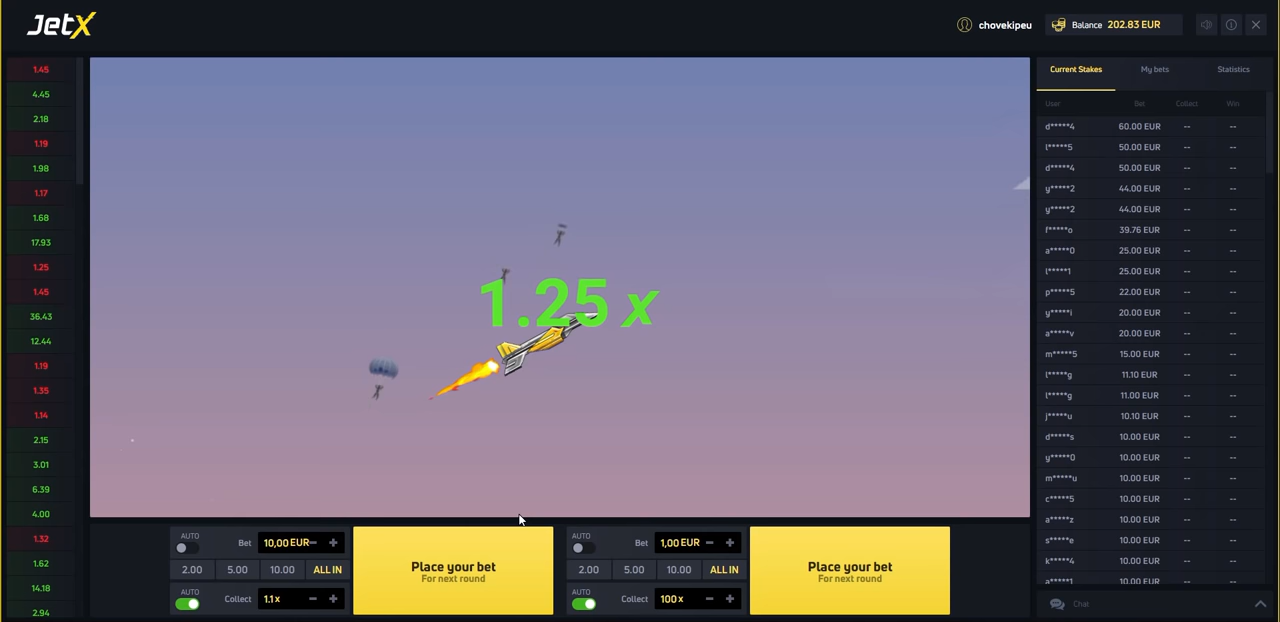 JetX
chovekipeu
Balance 202.83 EUR
1.45
4.45
2.18
1.19
1.98
1.17
1.68
17.93
1.25
1.45
36.43
12.44
1.19
1.35
1.14
2.15
3.01
6.39
4.00
1.32
1.62
14.18
2.94
1.25 x
Current Stakes My bets Statistics
User Bet Collect Win
d*****4 60.00 EUR -- --
l*****5 50.00 EUR -- --
d*****4 50.00 EUR -- --
y*****2 44.00 EUR -- --
y*****2 44.00 EUR -- --
f*****o 39.76 EUR -- --
a*****0 25.00 EUR -- --
l*****1 25.00 EUR -- --
p*****5 22.00 EUR -- --
y*****i 20.00 EUR -- --
a*****v 20.00 EUR -- --
m*****5 15.00 EUR -- --
l*****g 11.10 EUR -- --
l*****g 11.00 EUR -- --
j*****u 10.10 EUR -- --
d*****s 10.00 EUR -- --
y*****0 10.00 EUR -- --
m*****u 10.00 EUR -- --
c*****5 10.00 EUR -- --
a*****z 10.00 EUR -- --
s*****e 10.00 EUR -- --
k*****4 10.00 EUR -- --
a*****1 10.00 EUR -- --
Chat
AUTO Bet 10,00 EUR – +
2.00 5.00 10.00 ALL IN
AUTO Collect 1.1 x – +
Place your bet
For next round
AUTO Bet 1,00 EUR – +
2.00 5.00 10.00 ALL IN
AUTO Collect 100 x – +
Place your bet
For next round